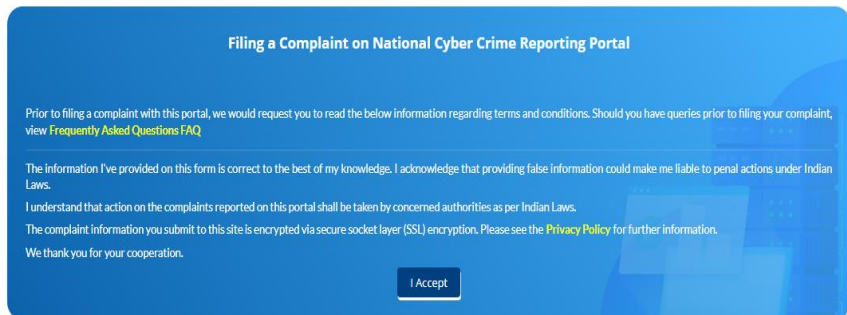 Filing a Complaint on National Cyber Crime Reporting Portal
Prior to filing a complaint with this portal, we would request you to read the below information regarding terms and conditions. Should you have queries prior to filing your complaint,
view Frequently Asked Questions FAQ
The information I've provided on this form is correct to the best of my knowledge. I acknowledge that providing false information could make me liable to penal actions under Indian
Laws.
I understand that action on the complaints reported on this portal shall be taken by concerned authorities as per Indian Laws.
The complaint information you submit to this site is encrypted via secure socket layer (SSL) encryption. Please see the Privacy Policy for further information.
We thank you for your cooperation.
I Accept